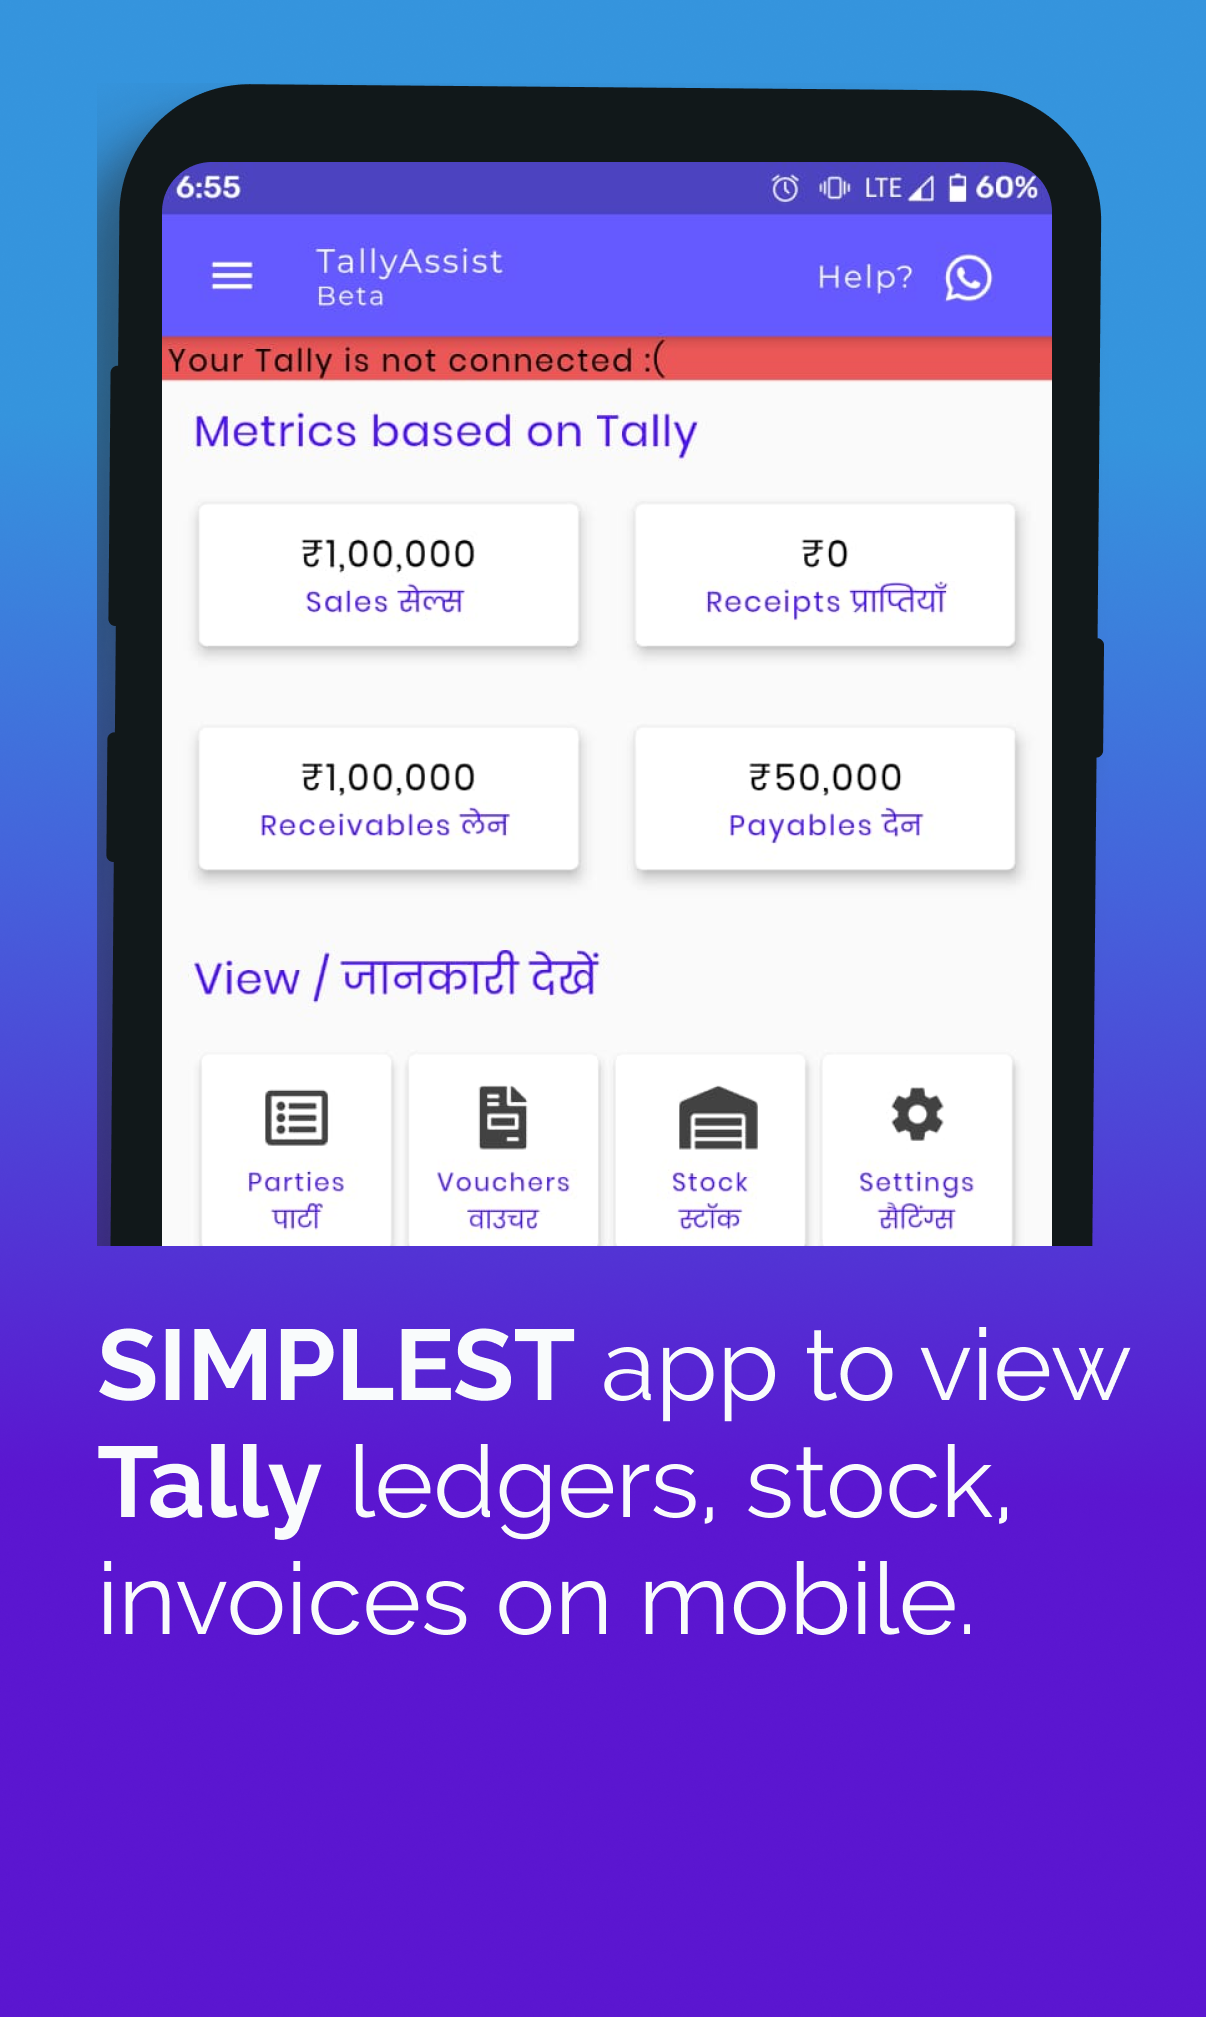 6:55 LTE 60%
TallyAssist
Beta
Help?
Your Tally is not connected :(
Metrics based on Tally
₹1,00,000
Sales सेल्स
₹0
Receipts प्राप्तियाँ
₹1,00,000
Receivables लेन
₹50,000
Payables देन
View / जानकारी देखें
Parties
पार्टी
Vouchers
वाउचर
Stock
स्टॉक
Settings
सैटिंग्स
SIMPLEST app to view
Tally ledgers, stock,
invoices on mobile.